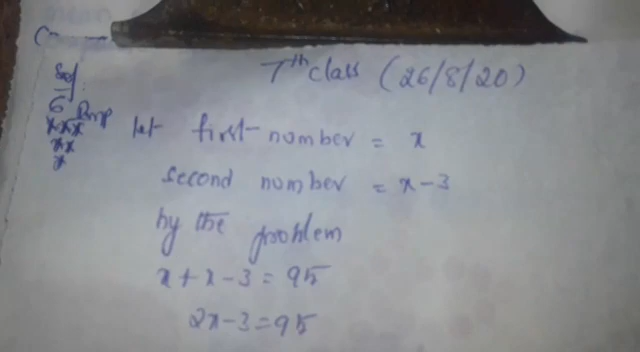 7th class (26/8/20)
Sol
6 Imp let first number = x
second number = x-3
by the problem
x+x-3=95
2x-3=95